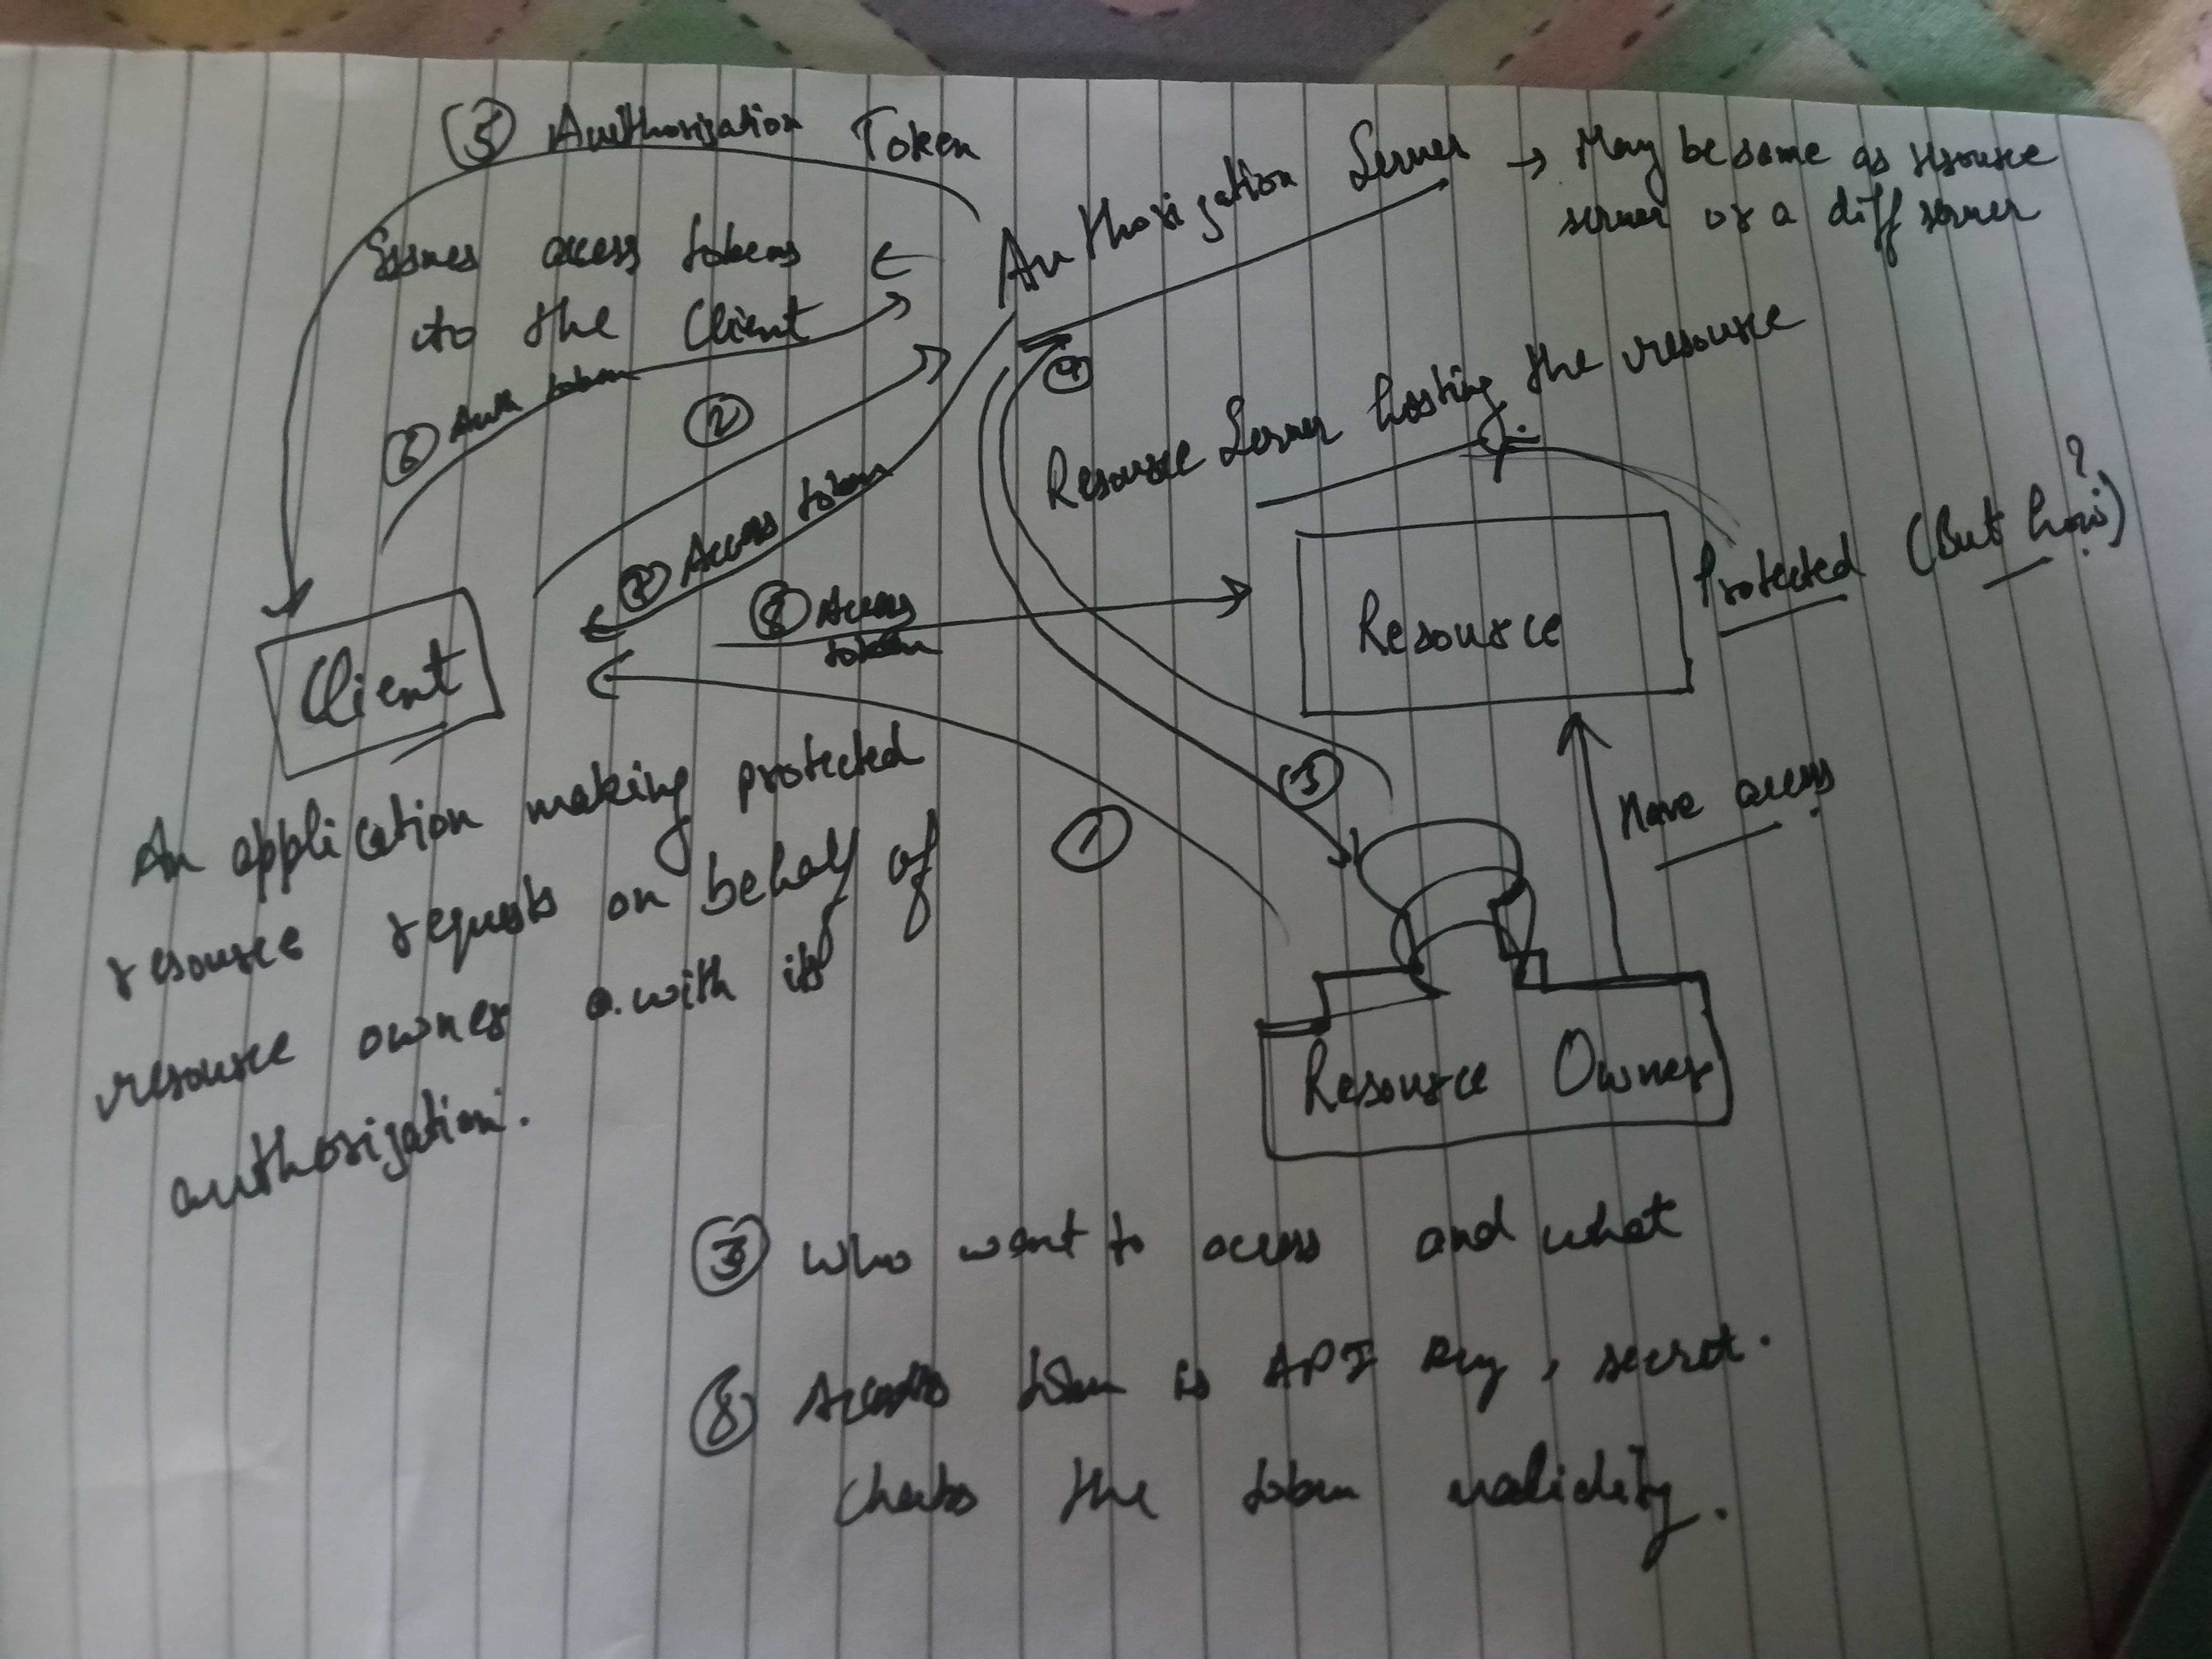 ⑤ Authorization Token
Authorization Server → May be same as resource
server or a diff server
Issues access tokens ←
to the Client
⑥ Auth token
②
④
Resource Server hosting the resource
⑦ Access token
⑧ Access
token
Resource
Protected (But how?)
Client
①
③
Have access
An application making protected
resource requests on behalf of
resource owner with its
authorization.
Resource Owner
③ who want to access and what
⑧ Access token is API key, secret.
Checks the token validity.